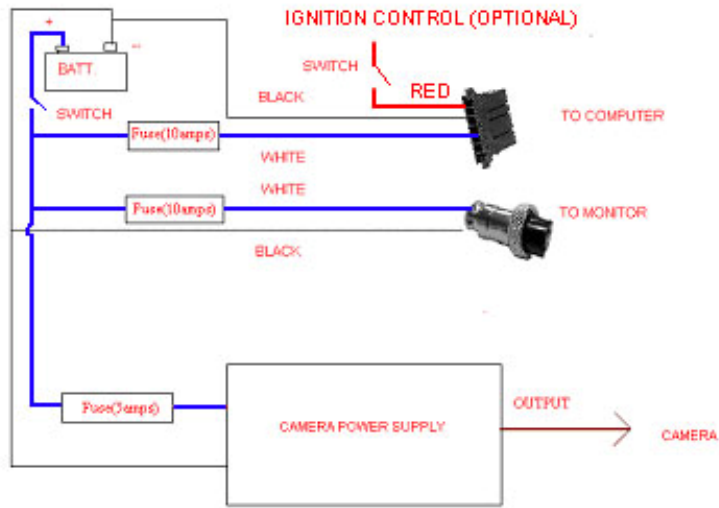 IGNITION CONTROL (OPTIONAL)
+
--
BATT.
SWITCH
RED
BLACK
SWITCH
TO COMPUTER
Fuse(10amps)
WHITE
WHITE
Fuse(10amps)
TO MONITOR
BLACK
Fuse(5amps)
CAMERA POWER SUPPLY
OUTPUT
CAMERA